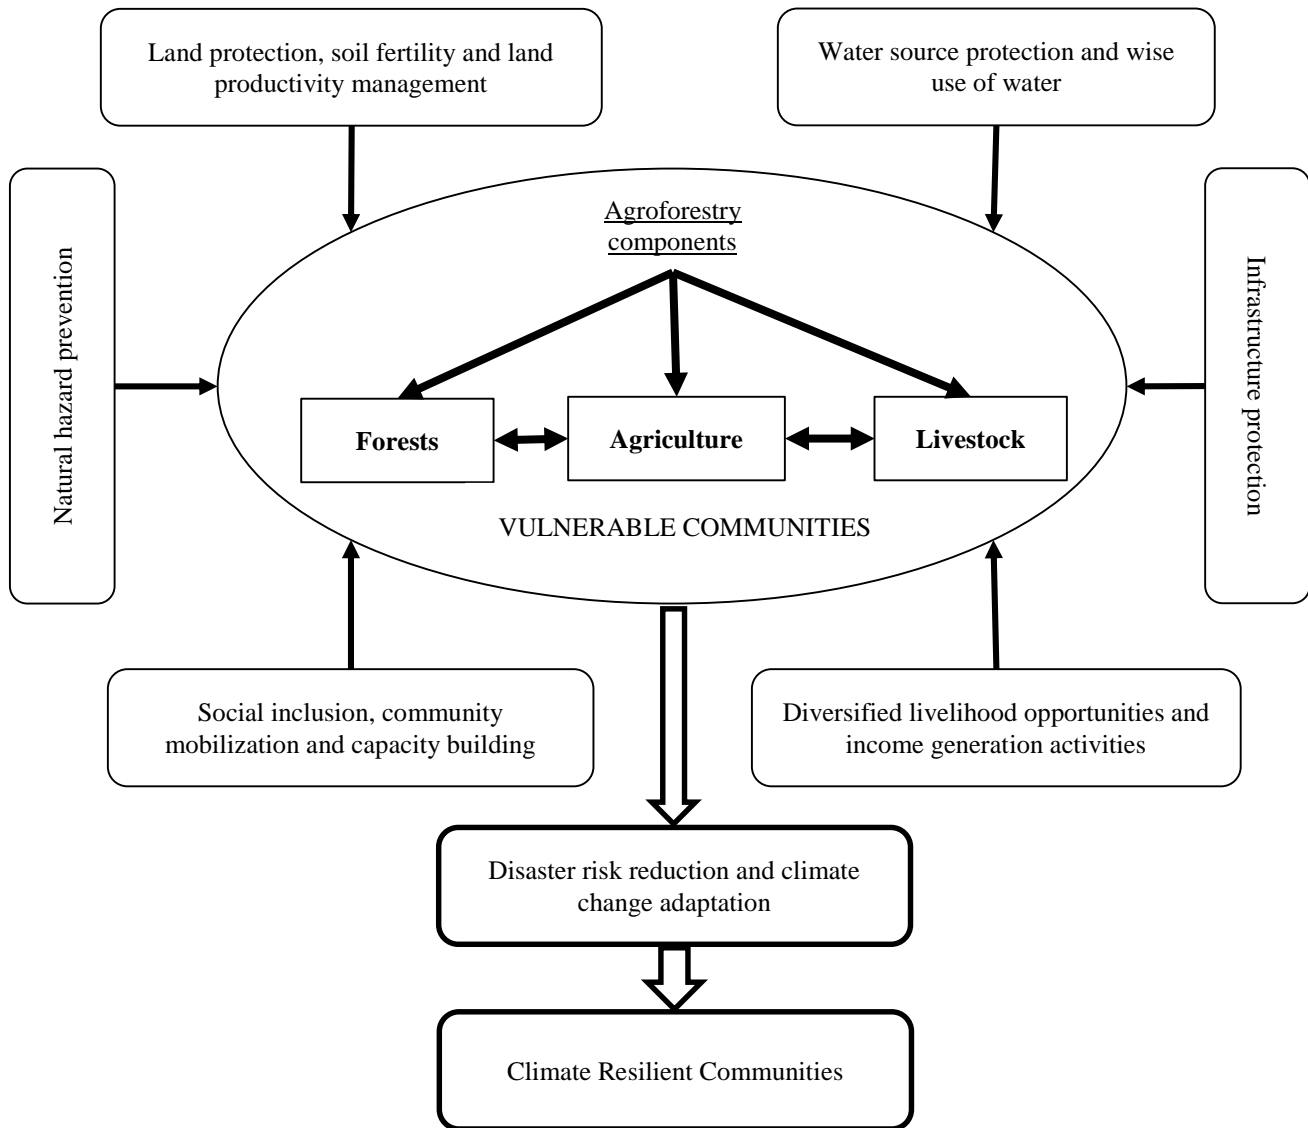 Land protection, soil fertility and land
productivity management
Water source protection and wise
use of water
Natural hazard prevention
Agroforestry
components
Infrastructure protection
Forests
Agriculture
Livestock
VULNERABLE COMMUNITIES
Social inclusion, community
mobilization and capacity building
Diversified livelihood opportunities and
income generation activities
Disaster risk reduction and climate
change adaptation
Climate Resilient Communities